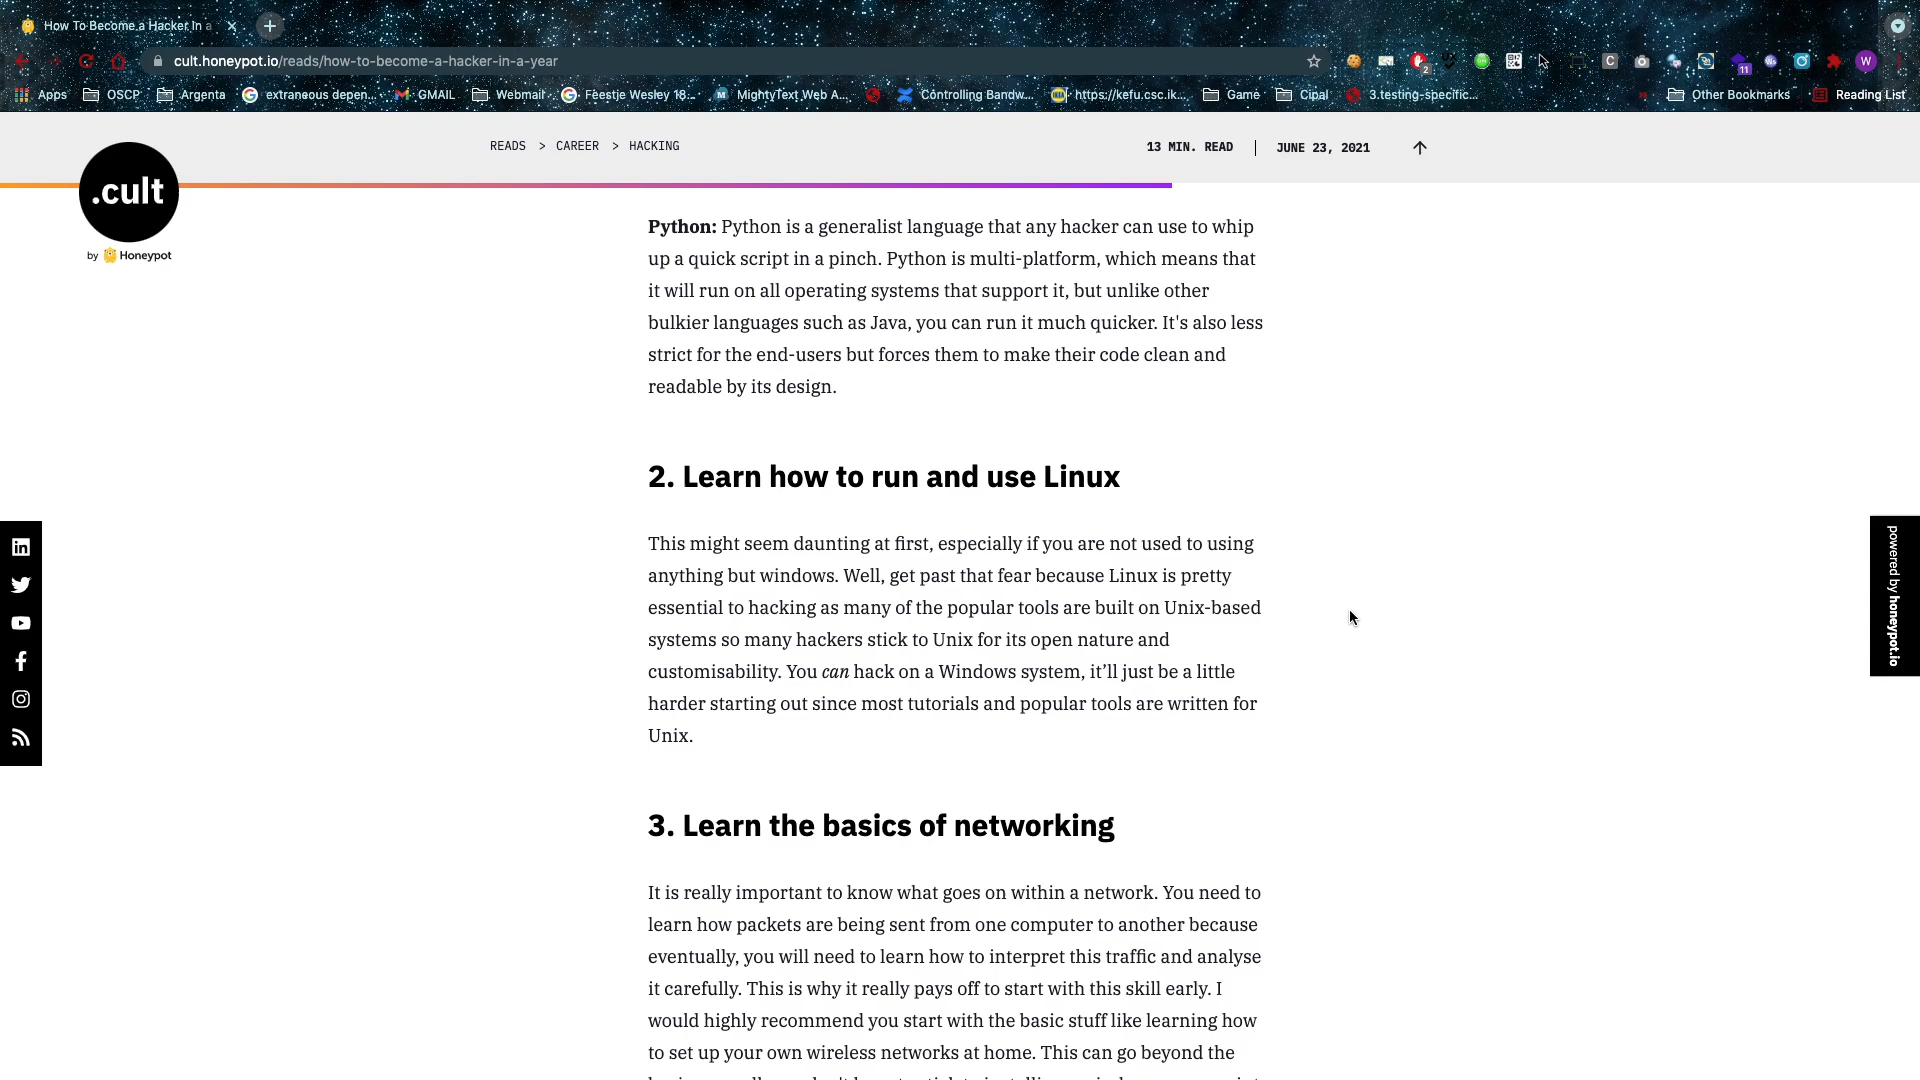 How To Become a Hacker in a
cult.honeypot.io/reads/how-to-become-a-hacker-in-a-year
2
C
11
W
Apps
OSCP
Argenta
extraneous depen...
GMAIL
Webmail
Feestje Wesley 18...
M
MightyText Web A...
Controlling Bandw...
https://kefu.csc.ik...
Game
Cipal
3.testing-specific...
»
Other Bookmarks
Reading List
READS > CAREER > HACKING
13 MIN. READ
JUNE 23, 2021
.cult
by Honeypot
Python: Python is a generalist language that any hacker can use to whip
up a quick script in a pinch. Python is multi-platform, which means that
it will run on all operating systems that support it, but unlike other
bulkier languages such as Java, you can run it much quicker. It's also less
strict for the end-users but forces them to make their code clean and
readable by its design.
2. Learn how to run and use Linux
This might seem daunting at first, especially if you are not used to using
anything but windows. Well, get past that fear because Linux is pretty
essential to hacking as many of the popular tools are built on Unix-based
systems so many hackers stick to Unix for its open nature and
customisability. You can hack on a Windows system, it’ll just be a little
harder starting out since most tutorials and popular tools are written for
Unix.
in
powered by honeypot.io
3. Learn the basics of networking
It is really important to know what goes on within a network. You need to
learn how packets are being sent from one computer to another because
eventually, you will need to learn how to interpret this traffic and analyse
it carefully. This is why it really pays off to start with this skill early. I
would highly recommend you start with the basic stuff like learning how
to set up your own wireless networks at home. This can go beyond the